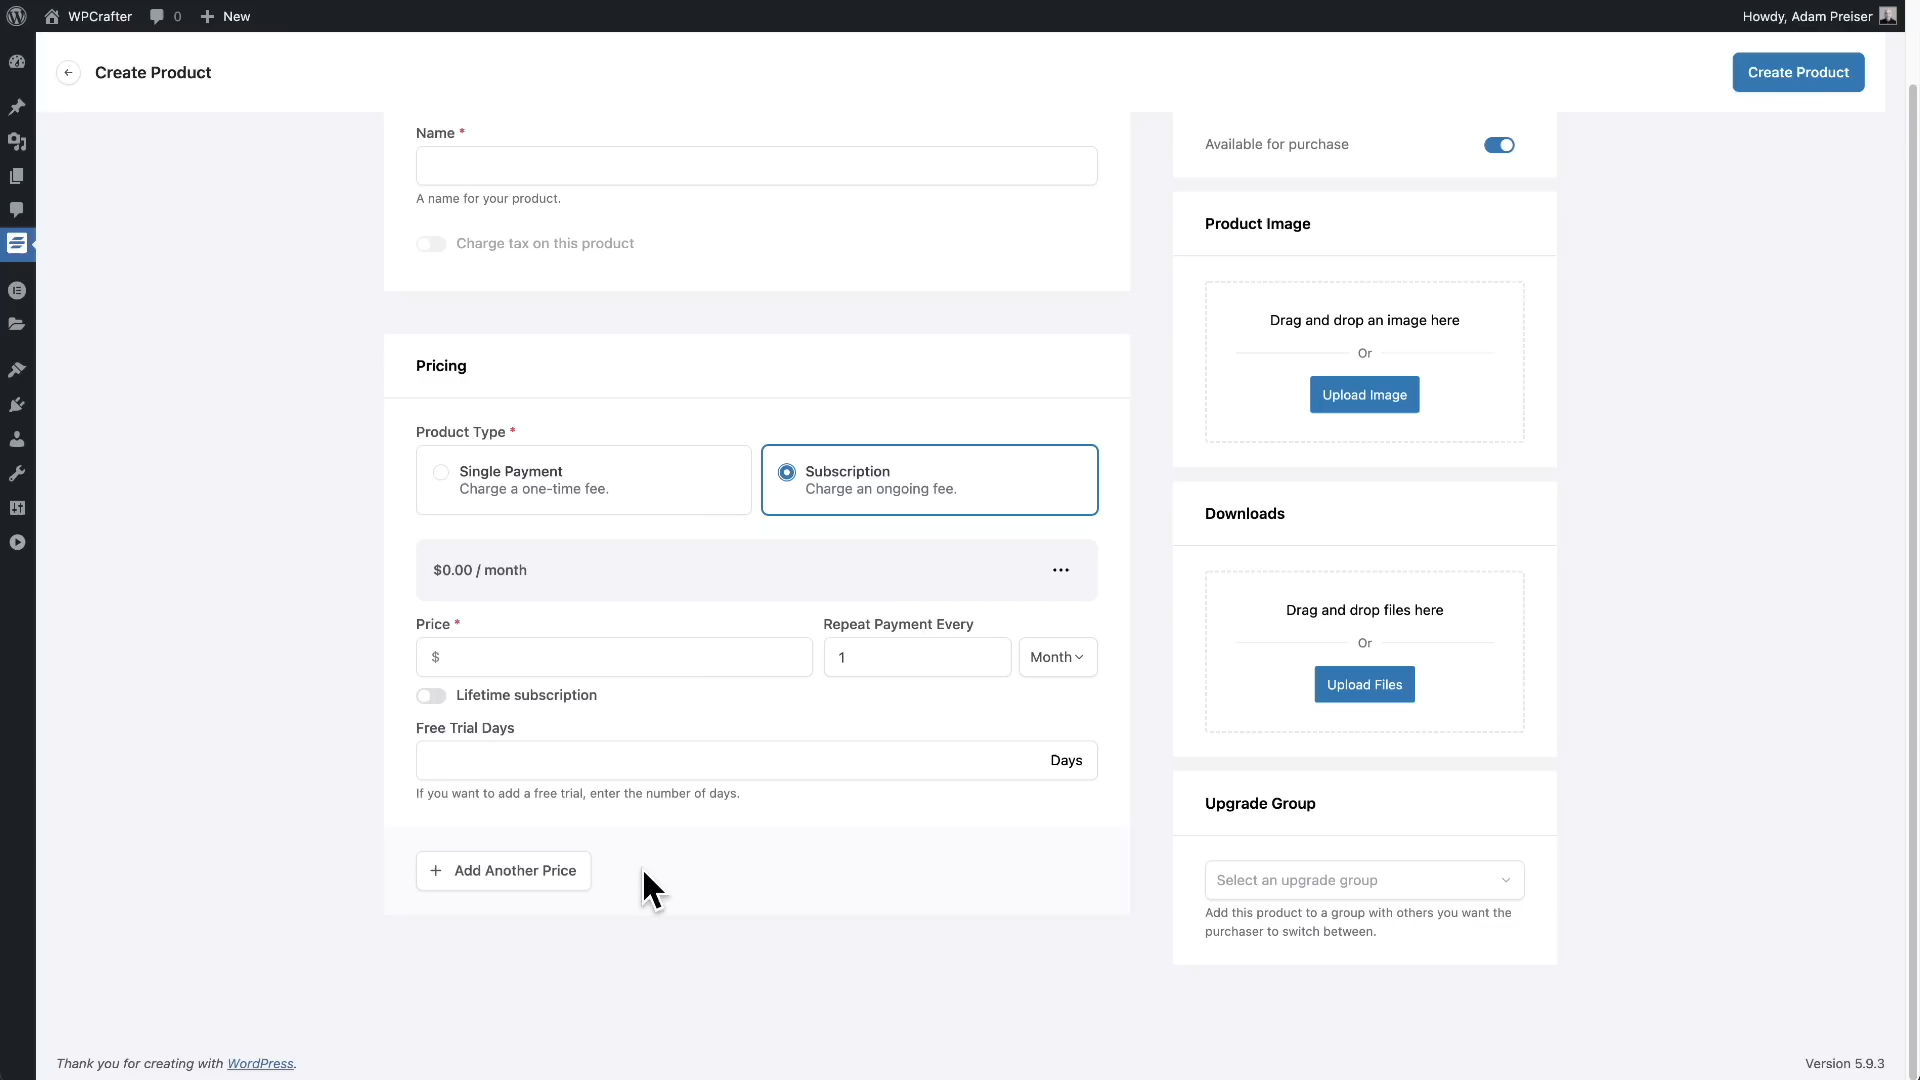 WPCrafter
0
New
Howdy, Adam Preiser
Create Product
Create Product
Name *
A name for your product.
Charge tax on this product
Pricing
Product Type *
Single Payment
Charge a one-time fee.
Subscription
Charge an ongoing fee.
$0.00 / month
Price *
$
Repeat Payment Every
1
Month
Lifetime subscription
Free Trial Days
Days
If you want to add a free trial, enter the number of days.
Add Another Price
Available for purchase
Product Image
Drag and drop an image here
Or
Upload Image
Downloads
Drag and drop files here
Or
Upload Files
Upgrade Group
Select an upgrade group
Add this product to a group with others you want the
purchaser to switch between.
Thank you for creating with WordPress.
Version 5.9.3